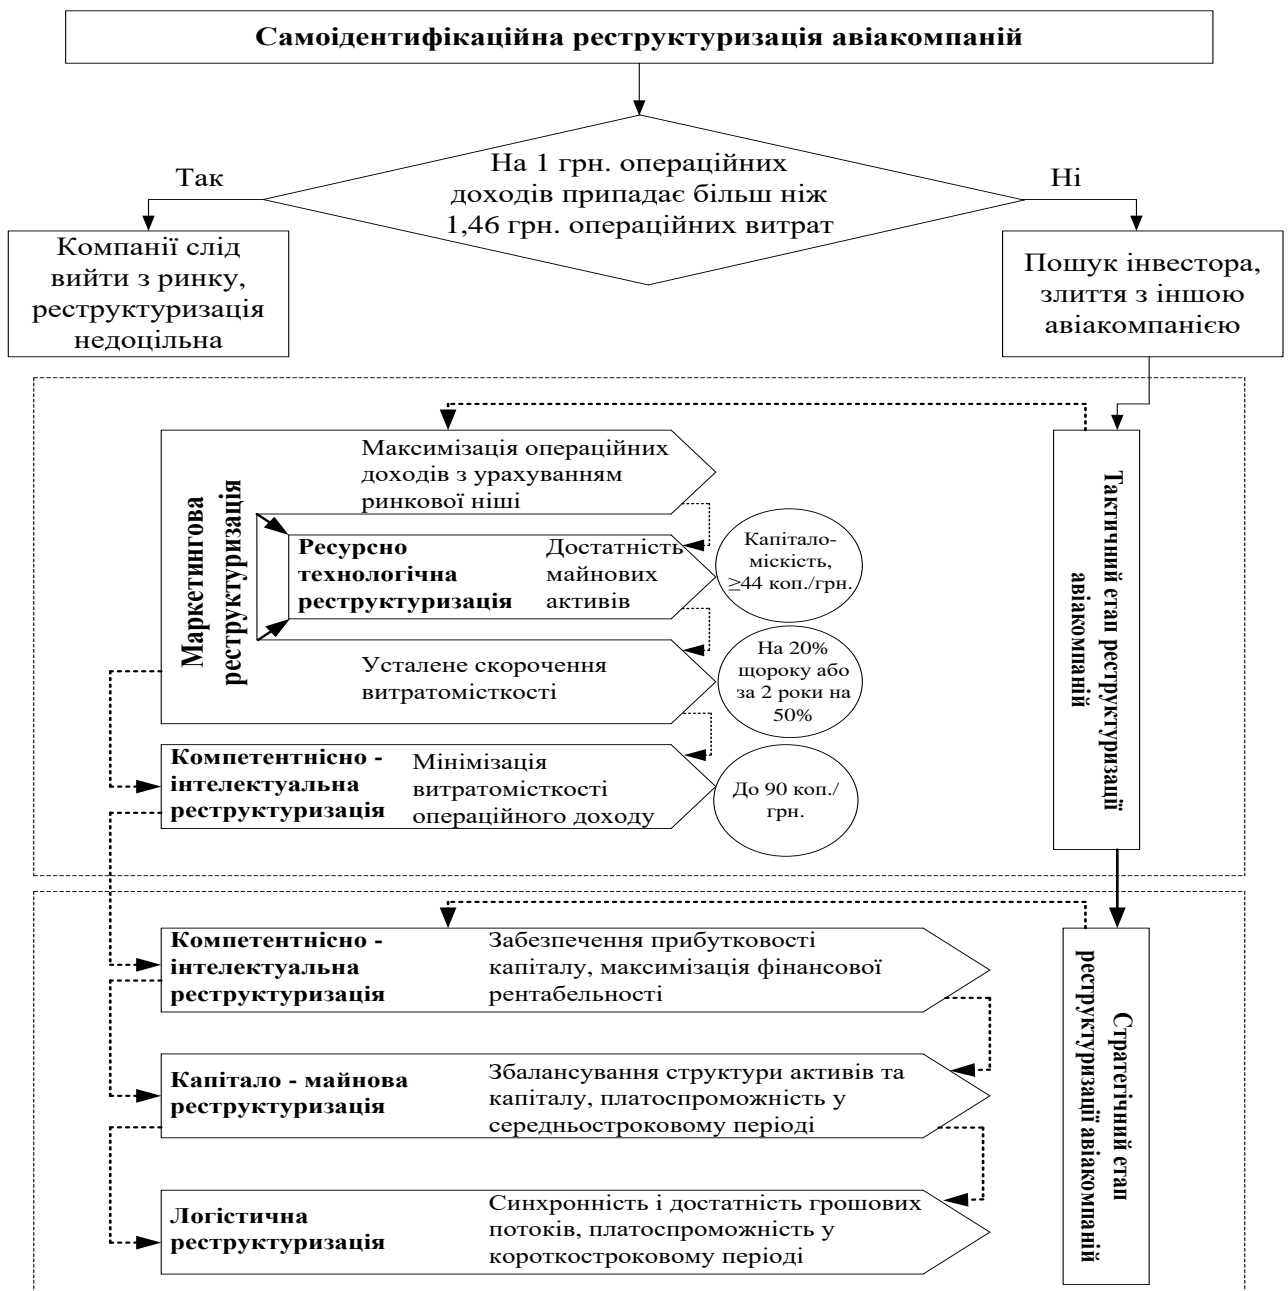 Самоідентифікаційна реструктуризація авіакомпаній
На 1 грн. операційних
доходів припадає більш ніж
1,46 грн. операційних витрат
Так
Ні
Компанії слід
вийти з ринку,
реструктуризація
недоцільна
Пошук інвестора,
злиття з іншою
авіакомпанією
Маркетингова
реструктуризація
Максимізація операційних
доходів з урахуванням
ринкової ніші
Ресурсно
технологічна
реструктуризація
Достатність
майнових
активів
Капітало-
міскість,
≥44 коп./грн.
Усталене скорочення
витратомісткості
На 20%
щороку або
за 2 роки на
50%
Компетентнісно -
інтелектуальна
реструктуризація
Мінімізація
витратомісткості
операційного доходу
До 90 коп./
грн.
Тактичний етап реструктуризації
авіакомпаній
Компетентнісно -
інтелектуальна
реструктуризація
Забезпечення прибутковості
капіталу, максимізація фінансової
рентабельності
Капітало - майнова
реструктуризація
Збалансування структури активів та
капіталу, платоспроможність у
середньостроковому періоді
Логістична
реструктуризація
Синхронність і достатність грошових
потоків, платоспроможність у
короткостроковому періоді
Стратегічний етап
реструктуризації авіакомпаній